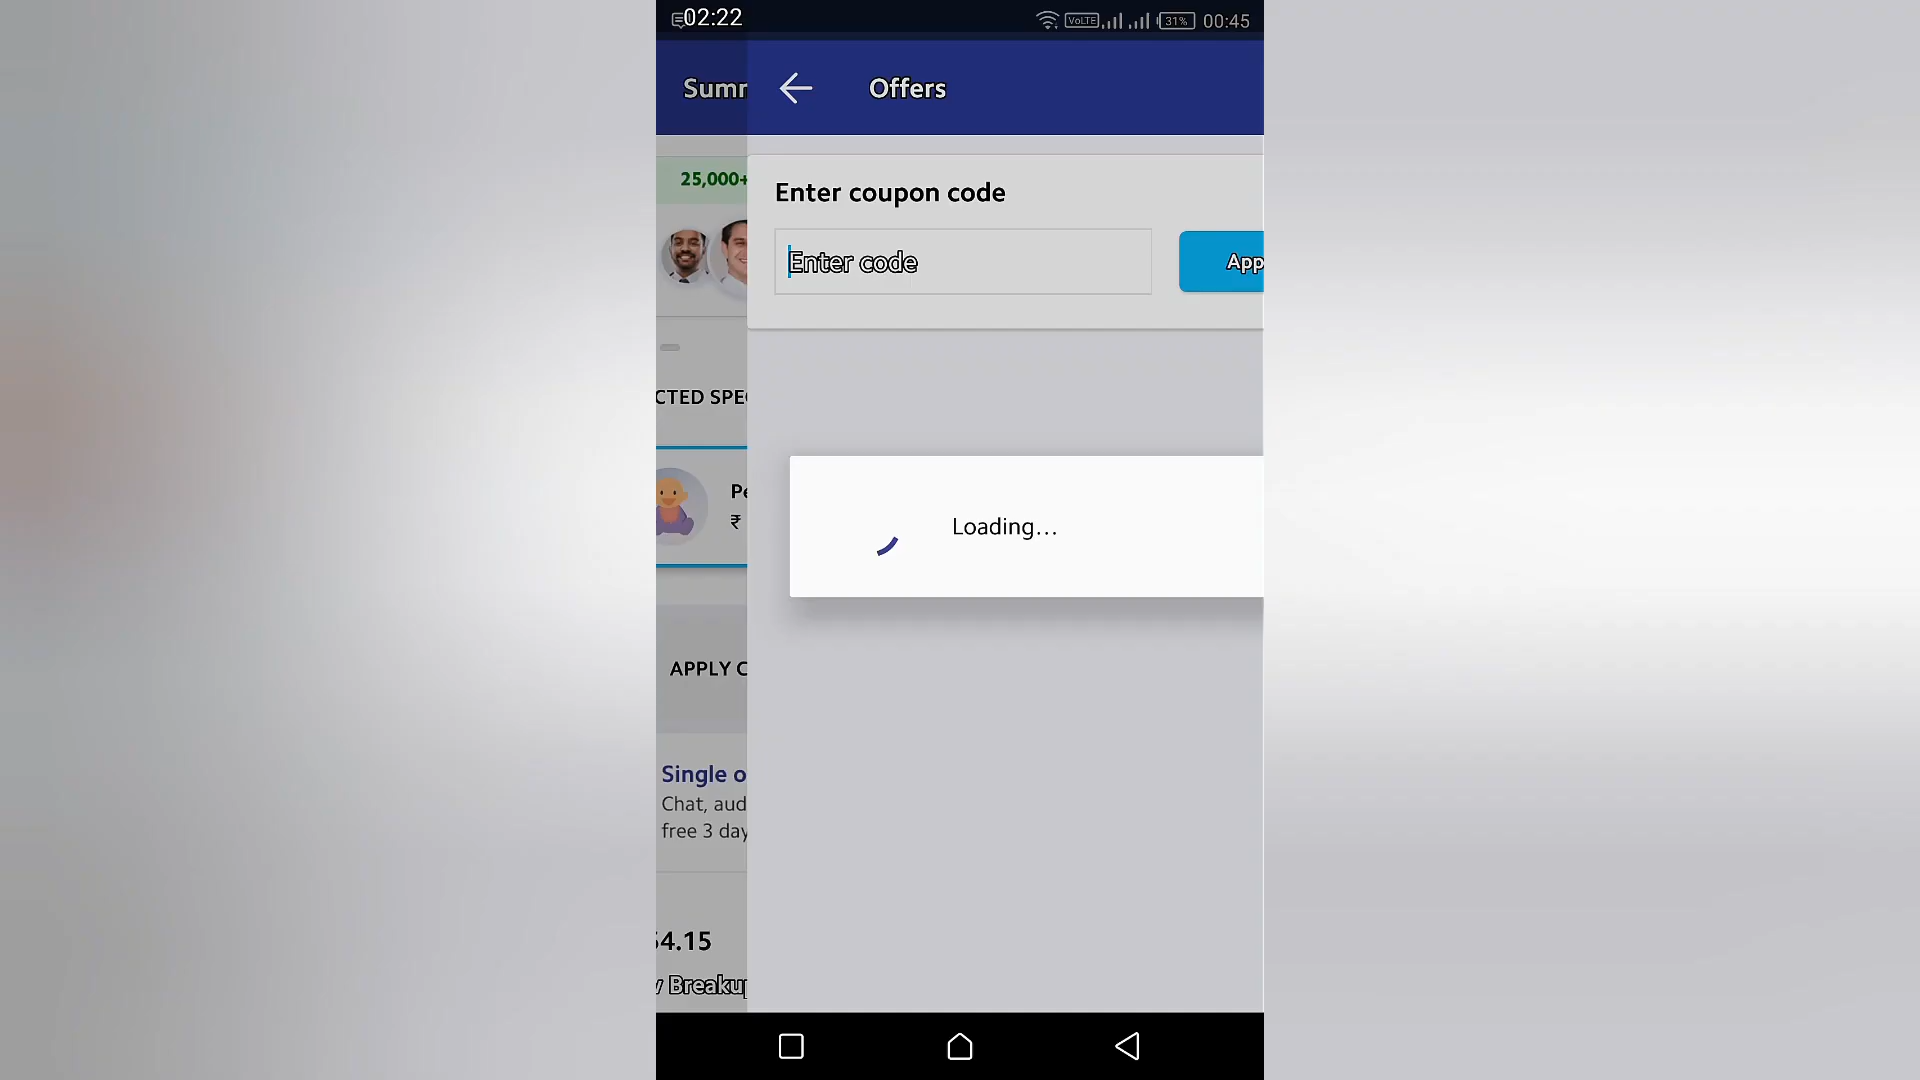 02:22
VoLTE
31%
00:45
Summ
Offers
25,000+
Enter coupon code
Enter code
App
CTED SPEC
Pe
₹
Loading...
APPLY C
Single o
Chat, aud
free 3 day
4.15
Breakup